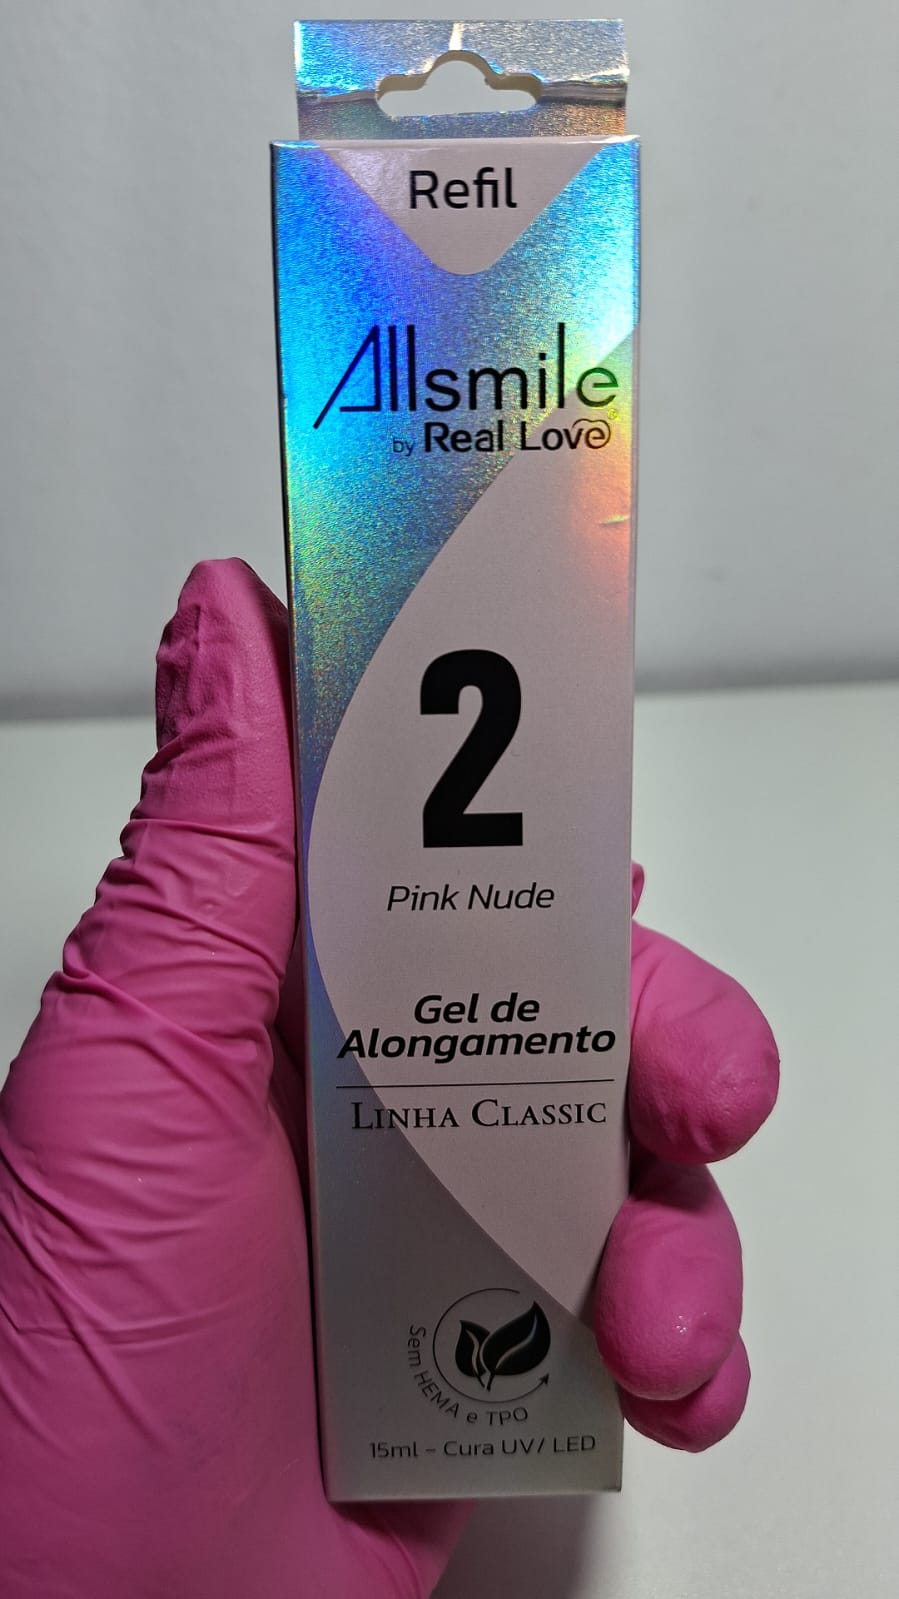 Refil
Allsmile®
by Real Love
2
Pink Nude
Gel de
Alongamento
LINHA CLASSIC
Sem HEMA e TPO
15ml - Cura UV/ LED